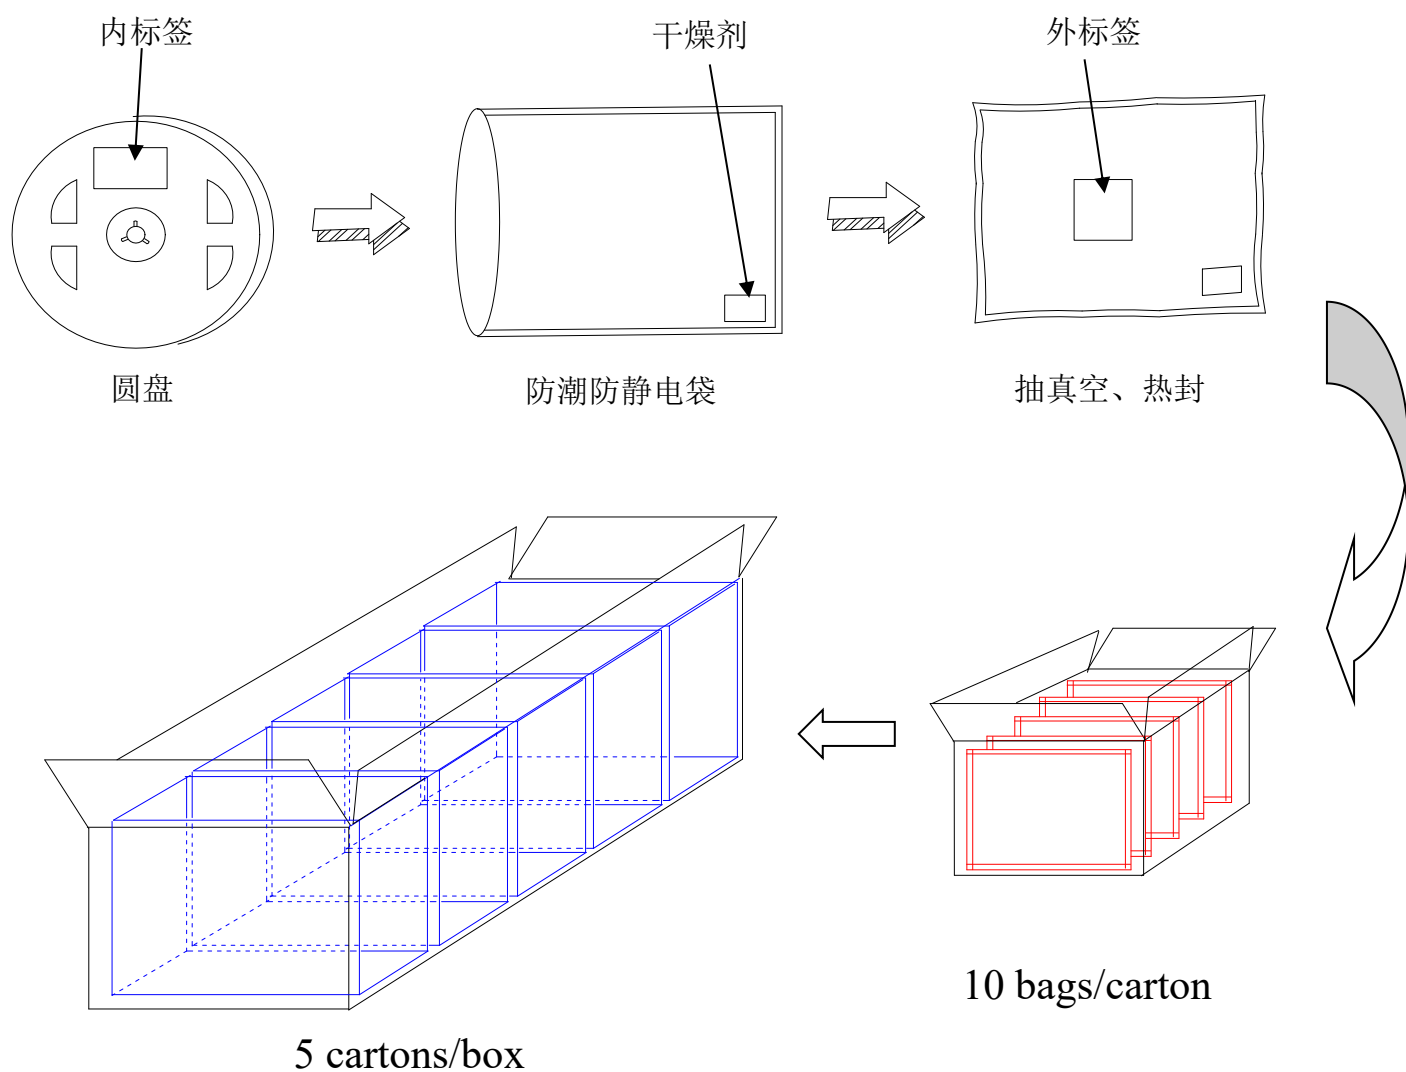 内标签
干燥剂
外标签
圆盘
防潮防静电袋
抽真空、热封
10 bags/carton
5 cartons/box